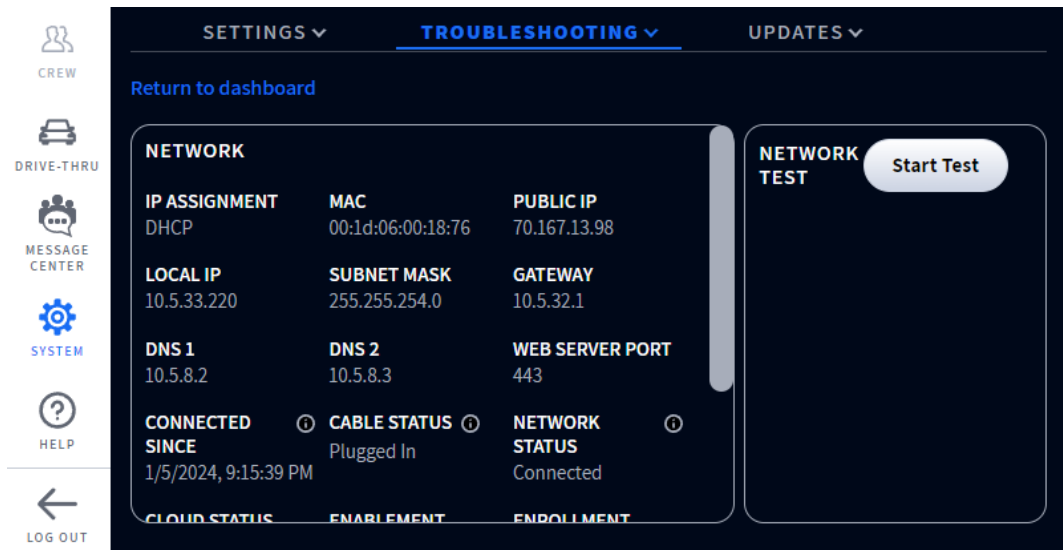 CREW
DRIVE-THRU
MESSAGE
CENTER
SYSTEM
HELP
LOG OUT
SETTINGS
TROUBLESHOOTING
UPDATES
Return to dashboard
NETWORK
IP ASSIGNMENT MAC PUBLIC IP
DHCP 00:1d:06:00:18:76 70.167.13.98
LOCAL IP SUBNET MASK GATEWAY
10.5.33.220 255.255.254.0 10.5.32.1
DNS 1 DNS 2 WEB SERVER PORT
10.5.8.2 10.5.8.3 443
CONNECTED CABLE STATUS NETWORK
SINCE Plugged In STATUS
1/5/2024, 9:15:39 PM Connected
CLOUD STATUS ENABLEMENT ENROLLMENT
NETWORK
TEST
Start Test